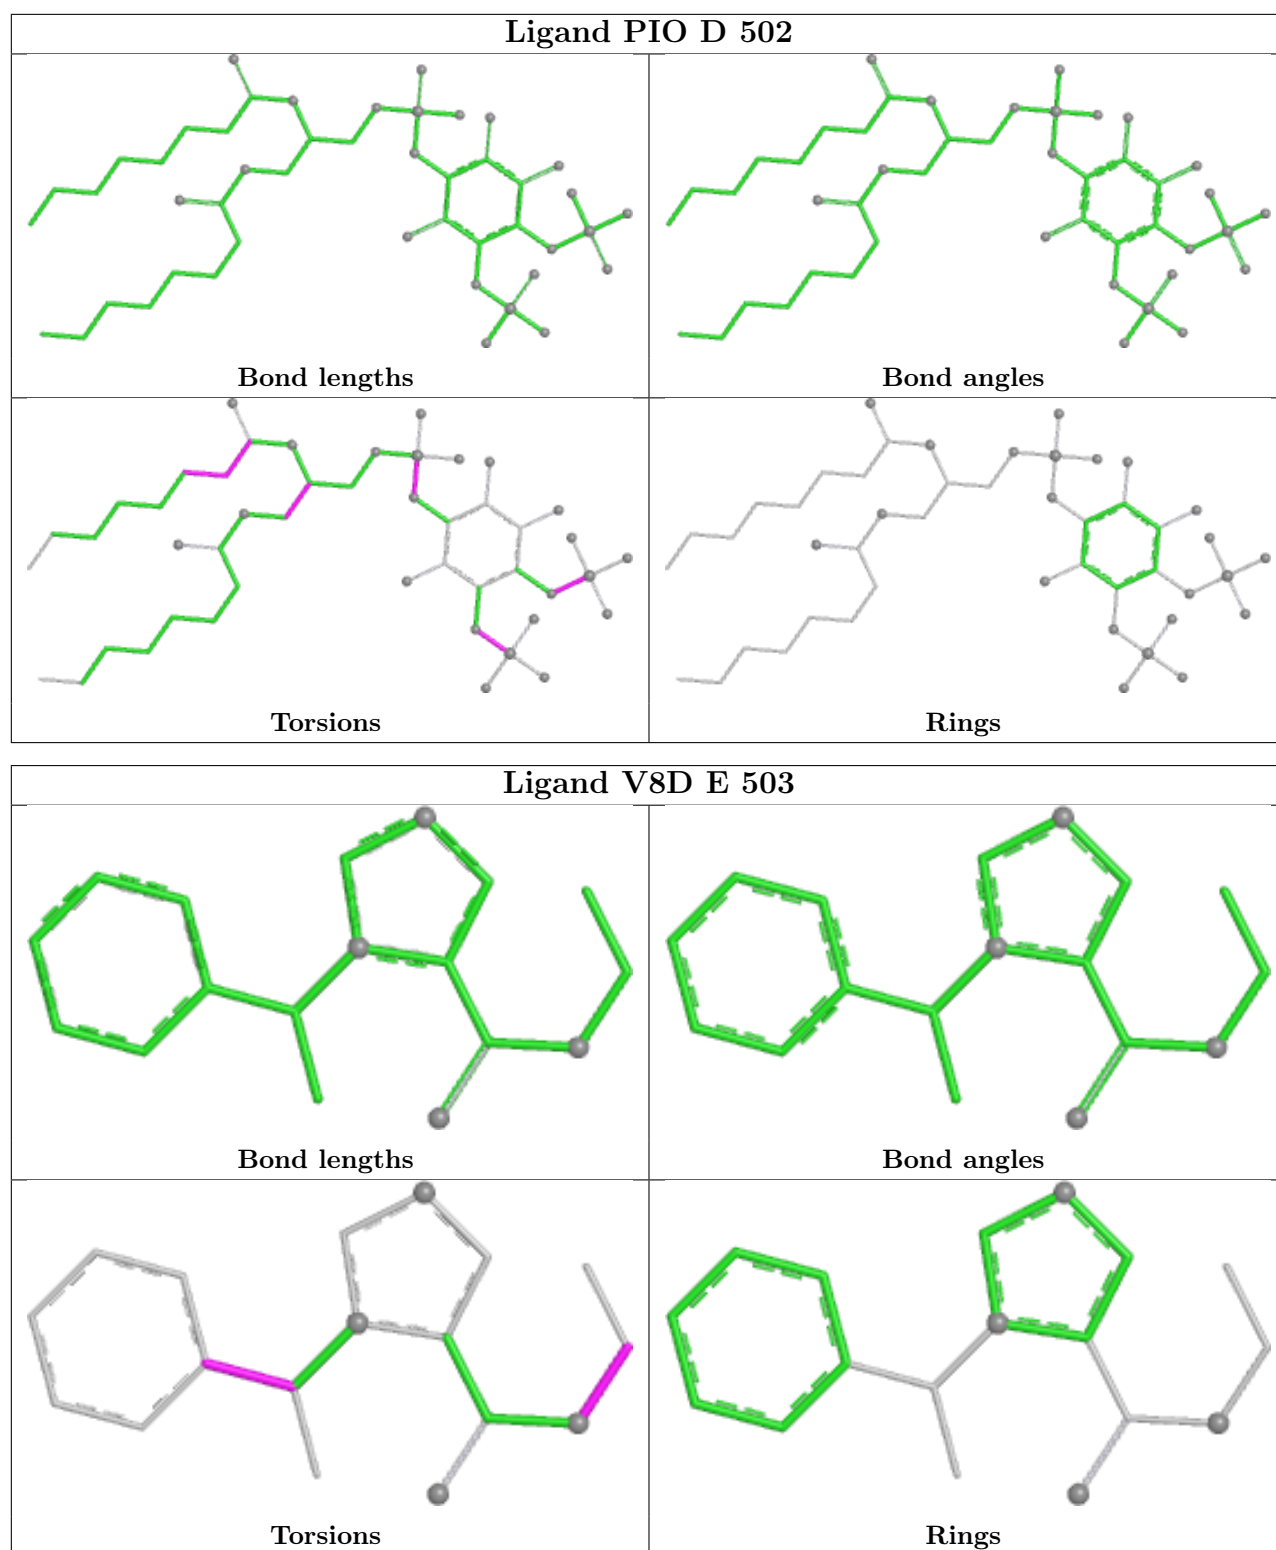 Ligand PIO D 502
Bond lengths
Bond angles
Torsions
Rings
Ligand V8D E 503
Bond lengths
Bond angles
Torsions
Rings